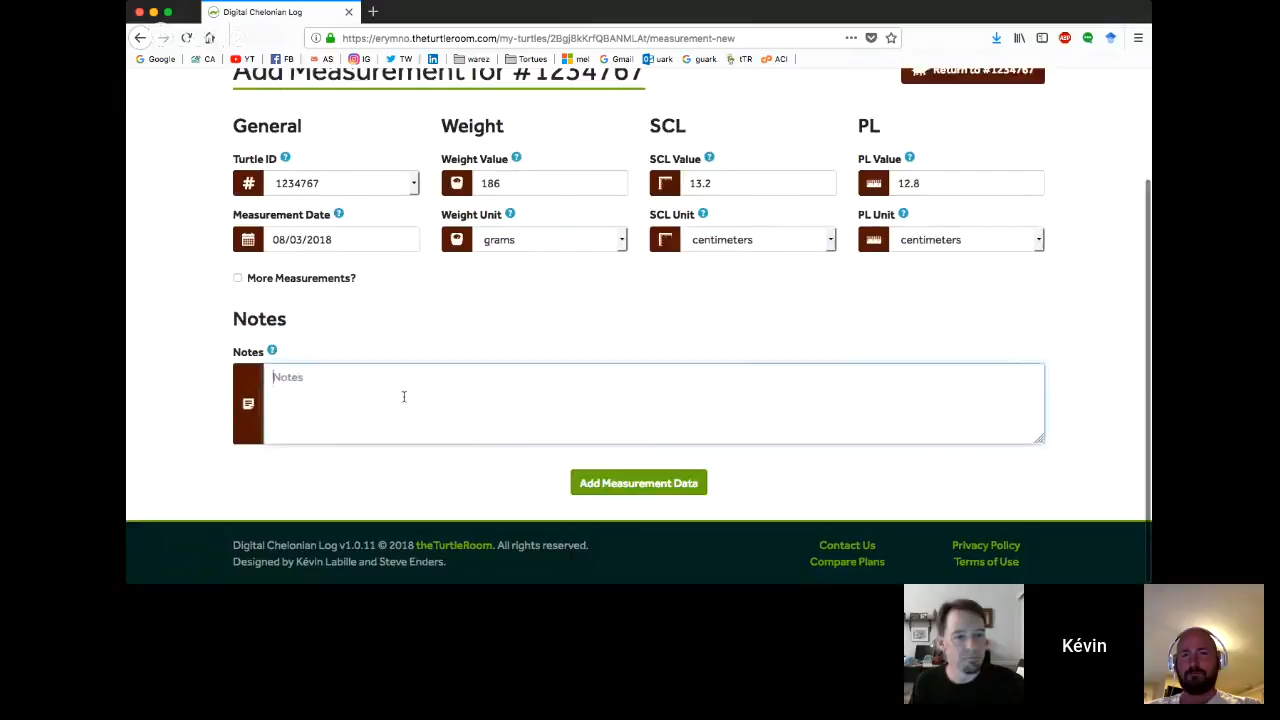 Digital Chelonian Log
https://erymno.theturtleroom.com/my-turtles/2Bgj8kKrfQBANMLAt/measurement-new
Google CA YT FB AS IG TW warez Tortues mel Gmail uark guark tTR ACI
Add Measurement for #1234767
Return to #1234767
General Weight SCL PL
Turtle ID Weight Value SCL Value PL Value
1234767 186 13.2 12.8
Measurement Date Weight Unit SCL Unit PL Unit
08/03/2018 grams centimeters centimeters
More Measurements?
Notes
Notes
Notes
Add Measurement Data
Digital Chelonian Log v1.0.11 © 2018 theTurtleRoom. All rights reserved. Contact Us Privacy Policy
Designed by Kévin Labille and Steve Enders. Compare Plans Terms of Use
Kévin